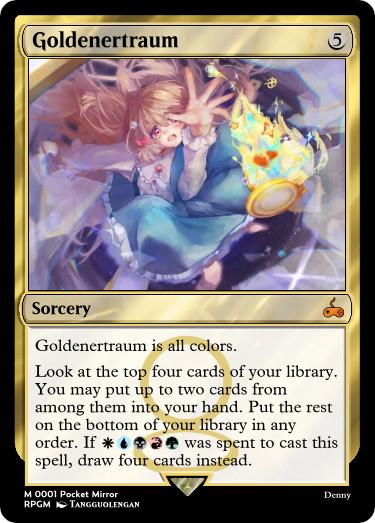 Goldenertraum 5
Sorcery
Goldenertraum is all colors.
Look at the top four cards of your library.
You may put up to two cards from
among them into your hand. Put the rest
on the bottom of your library in any
order. If was spent to cast this
spell, draw four cards instead.
M 0001 Pocket Mirror
Denny
RPGM Tangguolengan